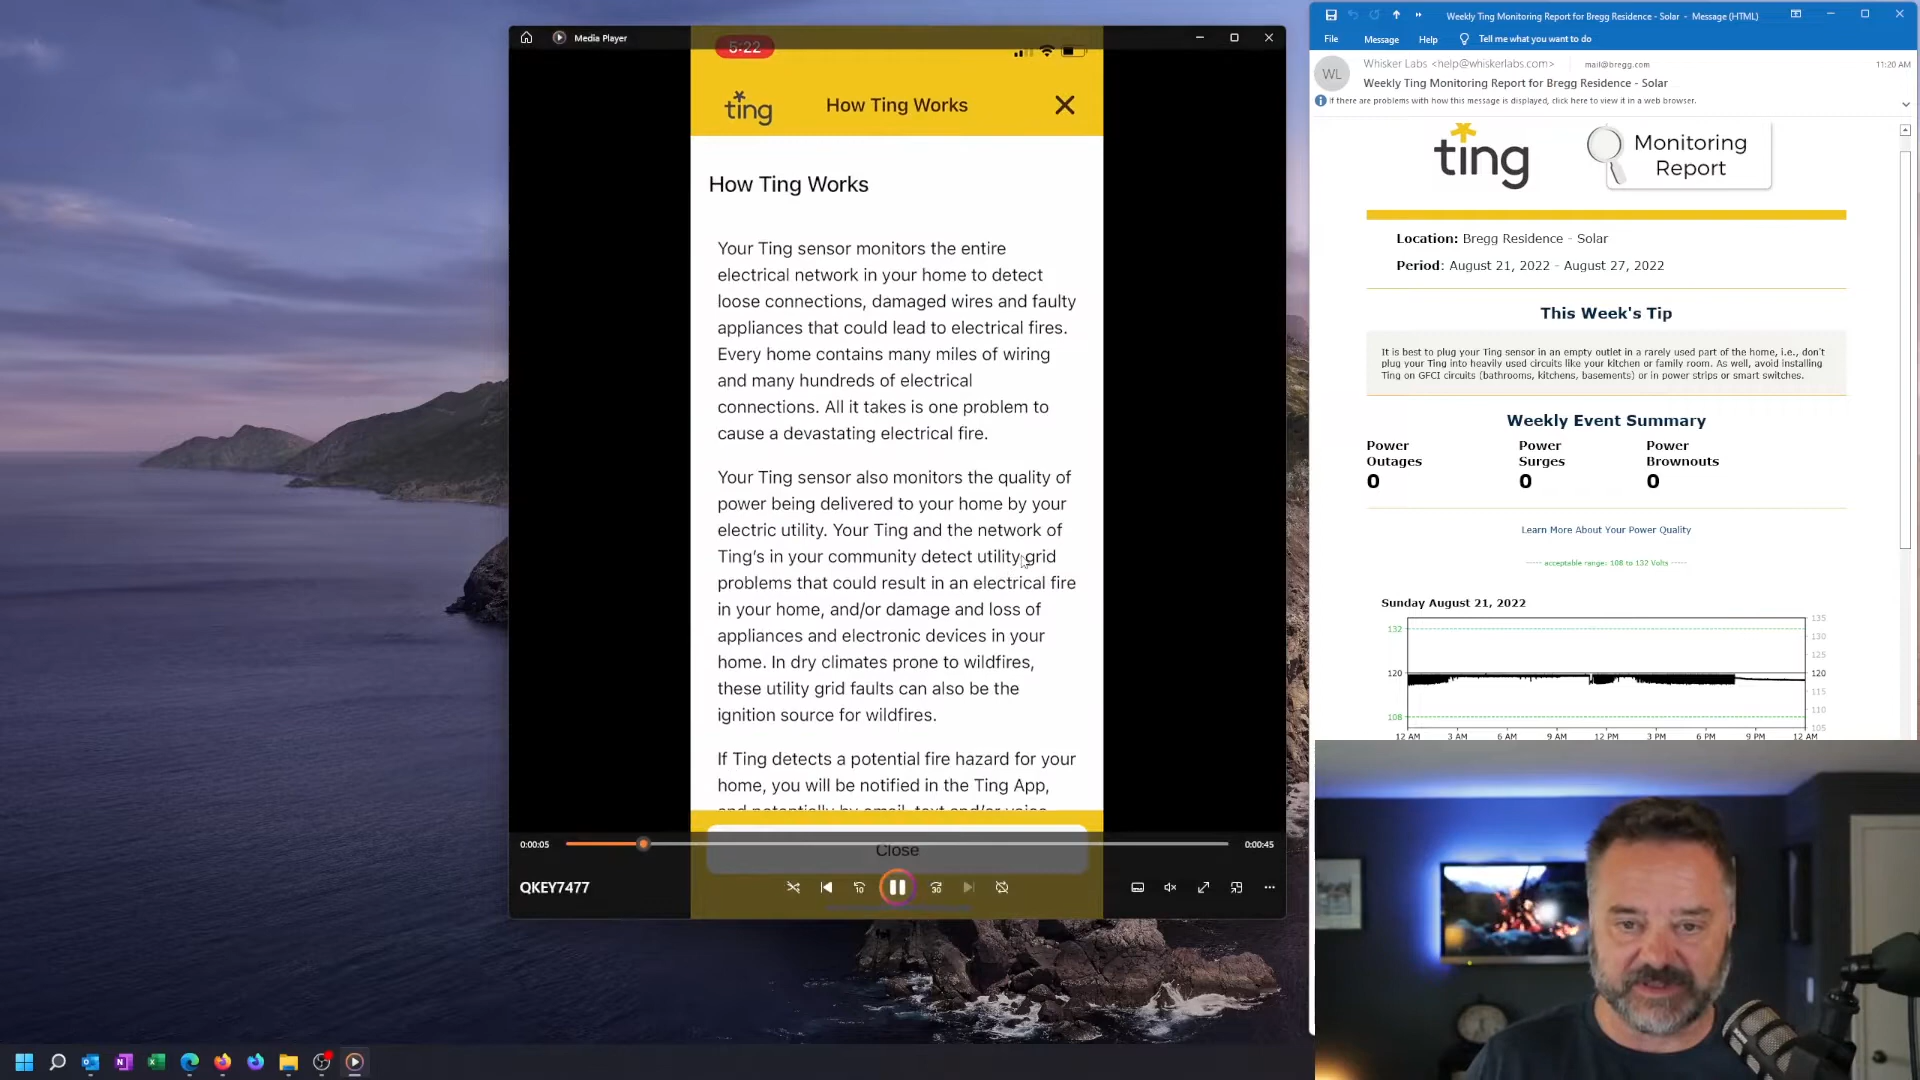 Media Player
5:22
ting
How Ting Works
How Ting Works
Your Ting sensor monitors the entire
electrical network in your home to detect
loose connections, damaged wires and faulty
appliances that could lead to electrical fires.
Every home contains many miles of wiring
and many hundreds of electrical
connections. All it takes is one problem to
cause a devastating electrical fire.
Your Ting sensor also monitors the quality of
power being delivered to your home by your
electric utility. Your Ting and the network of
Ting's in your community detect utility grid
problems that could result in an electrical fire
in your home, and/or damage and loss of
appliances and electronic devices in your
home. In dry climates prone to wildfires,
these utility grid faults can also be the
ignition source for wildfires.
If Ting detects a potential fire hazard for your
home, you will be notified in the Ting App,
and potentially by email, text and/or voice
Close
0:00:05
0:00:45
QKEY7477
10
30
Weekly Ting Monitoring Report for Bregg Residence - Solar - Message (HTML)
File Message Help Tell me what you want to do
WL
Whisker Labs <help@whiskerlabs.com> mail@bregg.com 11:20 AM
Weekly Ting Monitoring Report for Bregg Residence - Solar
If there are problems with how this message is displayed, click here to view it in a web browser.
ting
Monitoring
Report
Location: Bregg Residence - Solar
Period: August 21, 2022 - August 27, 2022
This Week's Tip
It is best to plug your Ting sensor in an empty outlet in a rarely used part of the home, i.e., don't
plug your Ting into heavily used circuits like your kitchen or family room. As well, avoid installing
Ting on GFCI circuits (bathrooms, kitchens, basements) or in power strips or smart switches.
Weekly Event Summary
Power Outages
0
Power Surges
0
Power Brownouts
0
Learn More About Your Power Quality
----- acceptable range: 108 to 132 Volts -----
Sunday August 21, 2022
132
120
108
135
130
125
120
115
110
105
12 AM 3 AM 6 AM 9 AM 12 PM 3 PM 6 PM 9 PM 12 AM